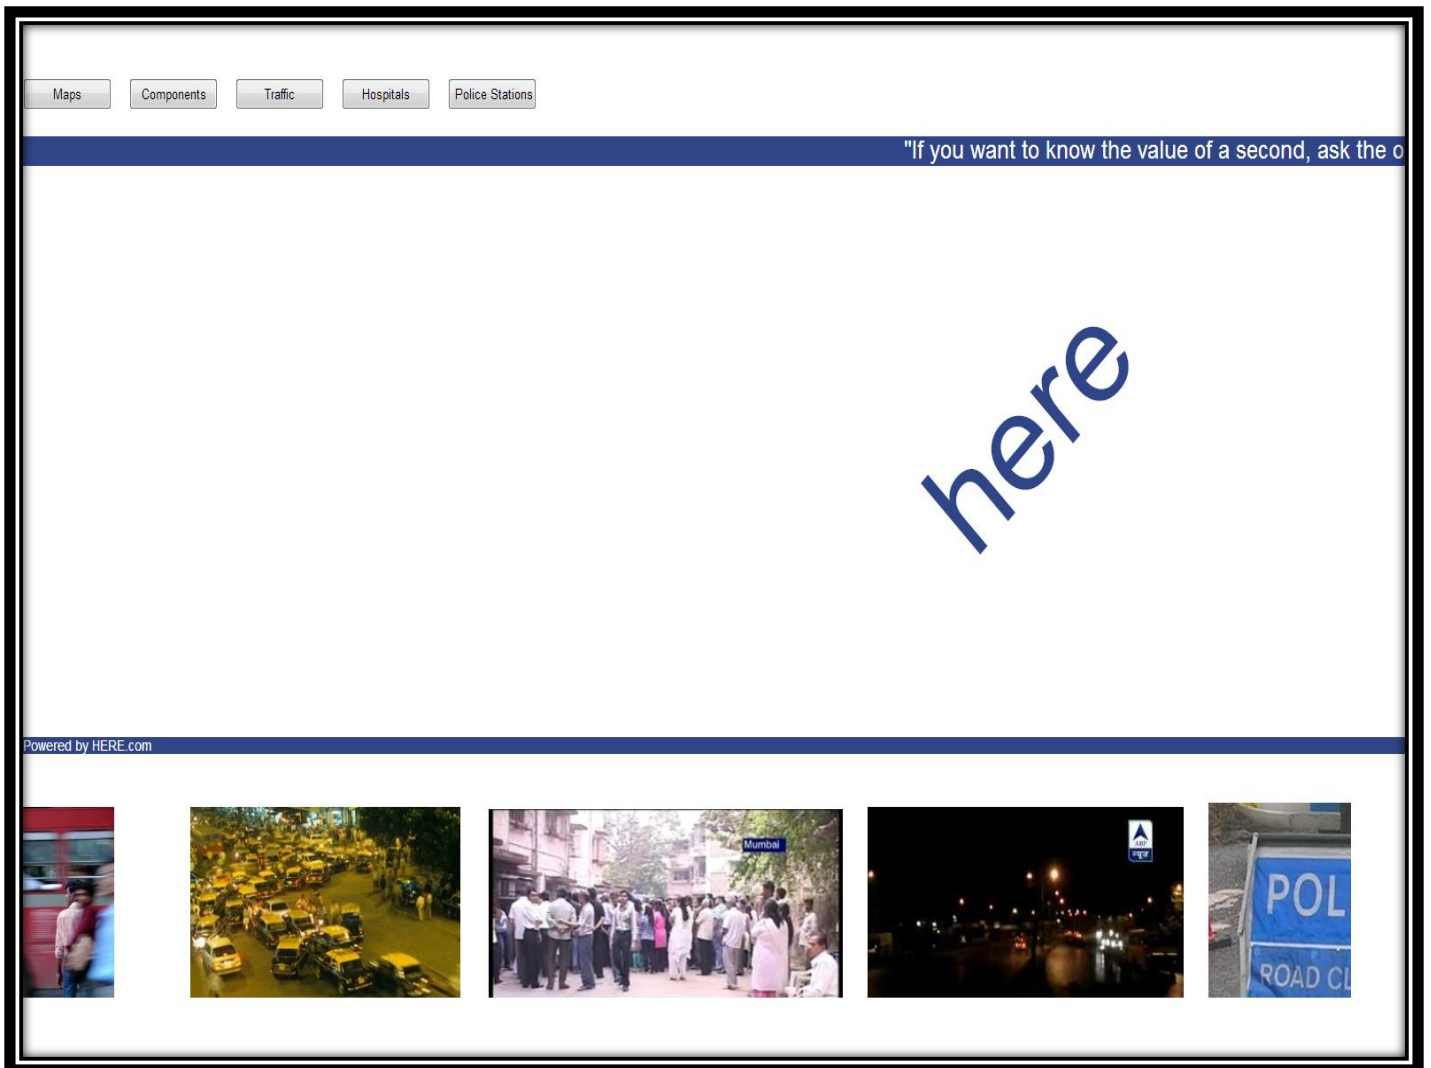 Maps
Components
Traffic
Hospitals
Police Stations
"If you want to know the value of a second, ask the o
here
Powered by HERE.com
Mumbai
ABP
न्यूज़
POL
ROAD CL